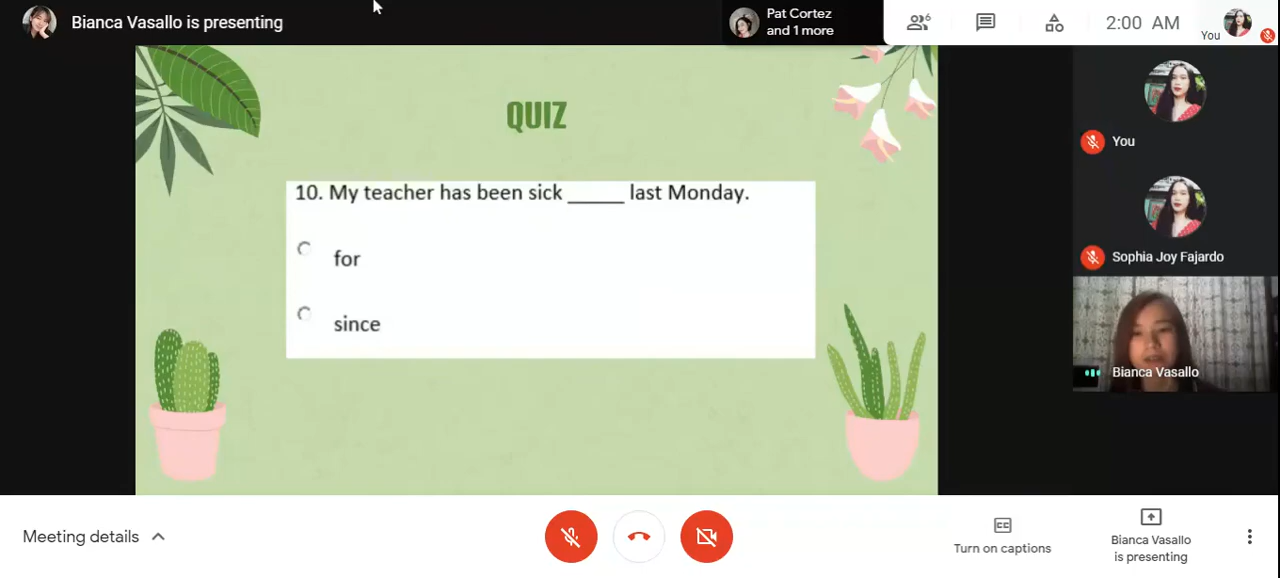 Bianca Vasallo is presenting
Pat Cortez
and 1 more
6
2:00 AM
You
QUIZ
10. My teacher has been sick ______ last Monday.
for
since
You
Sophia Joy Fajardo
Bianca Vasallo
Meeting details
CC
Turn on captions
Bianca Vasallo
is presenting